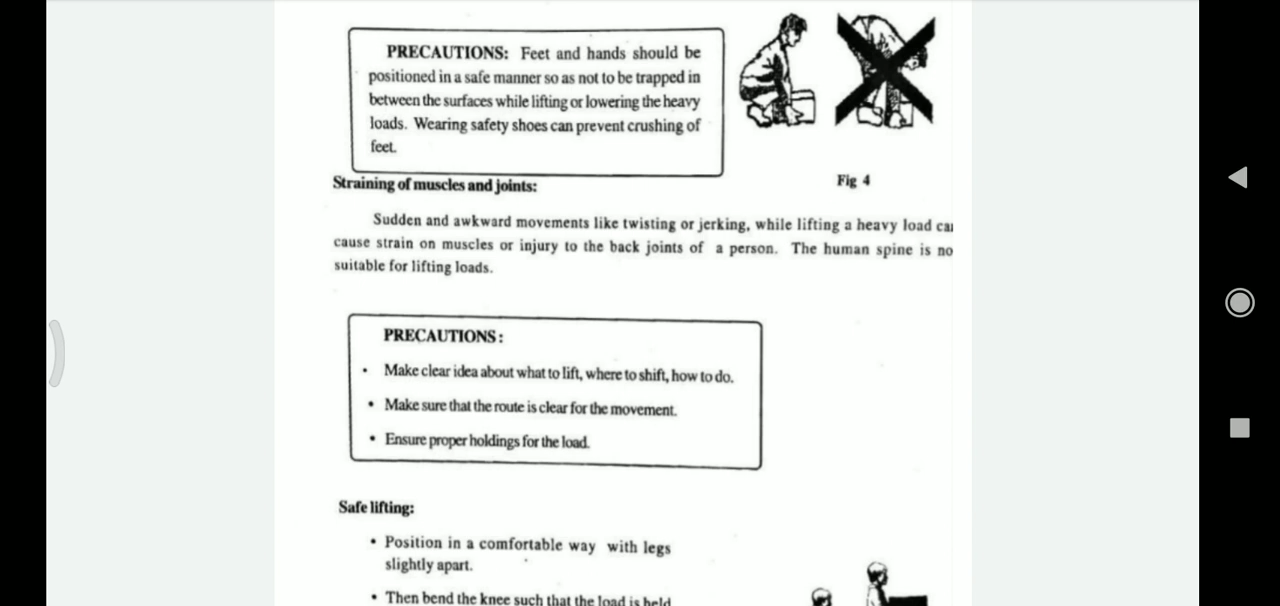 PRECAUTIONS: Feet and hands should be
positioned in a safe manner so as not to be trapped in
between the surfaces while lifting or lowering the heavy
loads. Wearing safety shoes can prevent crushing of
feet.
Fig 4
Straining of muscles and joints:
Sudden and awkward movements like twisting or jerking, while lifting a heavy load
cause strain on muscles or injury to the back joints of a person. The human spine is
suitable for lifting loads.
PRECAUTIONS:
• Make clear idea about what to lift, where to shift, how to do.
• Make sure that the route is clear for the movement.
• Ensure proper holdings for the load.
Safe lifting:
• Position in a comfortable way with legs
slightly apart.
• Then bend the knee such that the load is held